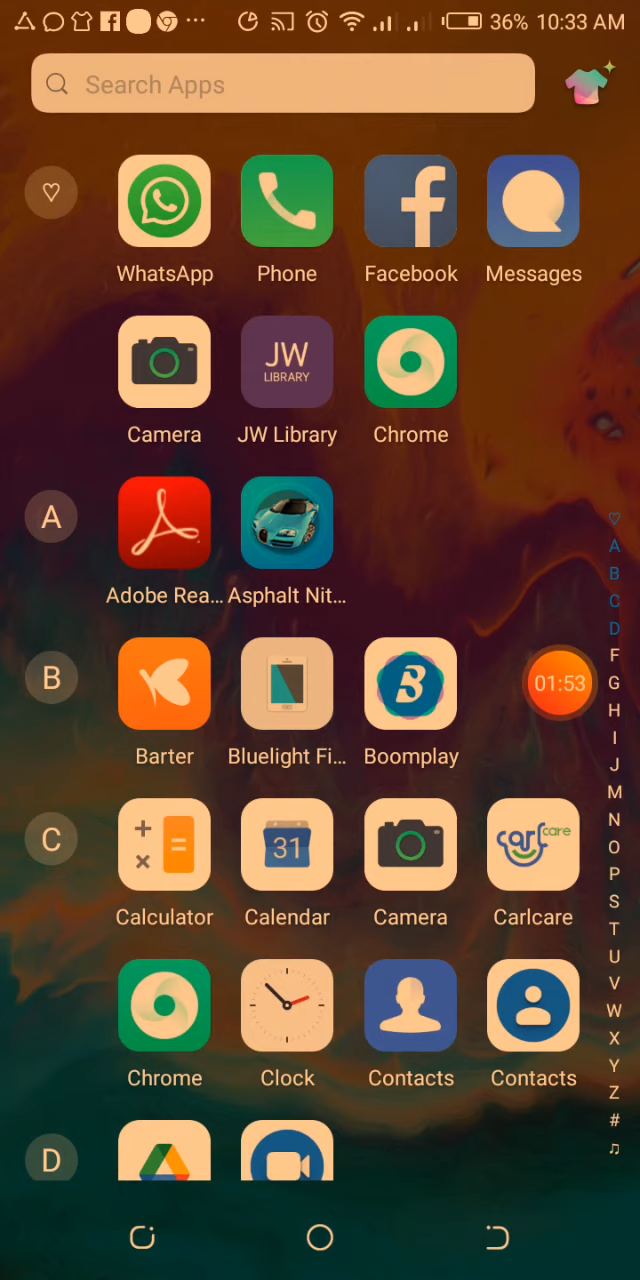 36% 10:33 AM
Search Apps
WhatsApp Phone Facebook Messages
JW
LIBRARY
Camera JW Library Chrome
A
Adobe Rea... Asphalt Nit...
B
B
01:53
Barter Bluelight Fi... Boomplay
C
31
carlcare
Calculator Calendar Camera Carlcare
Chrome Clock Contacts Contacts
D
A
B
C
D
F
G
H
I
J
M
N
O
P
S
T
U
V
W
X
Y
Z
#